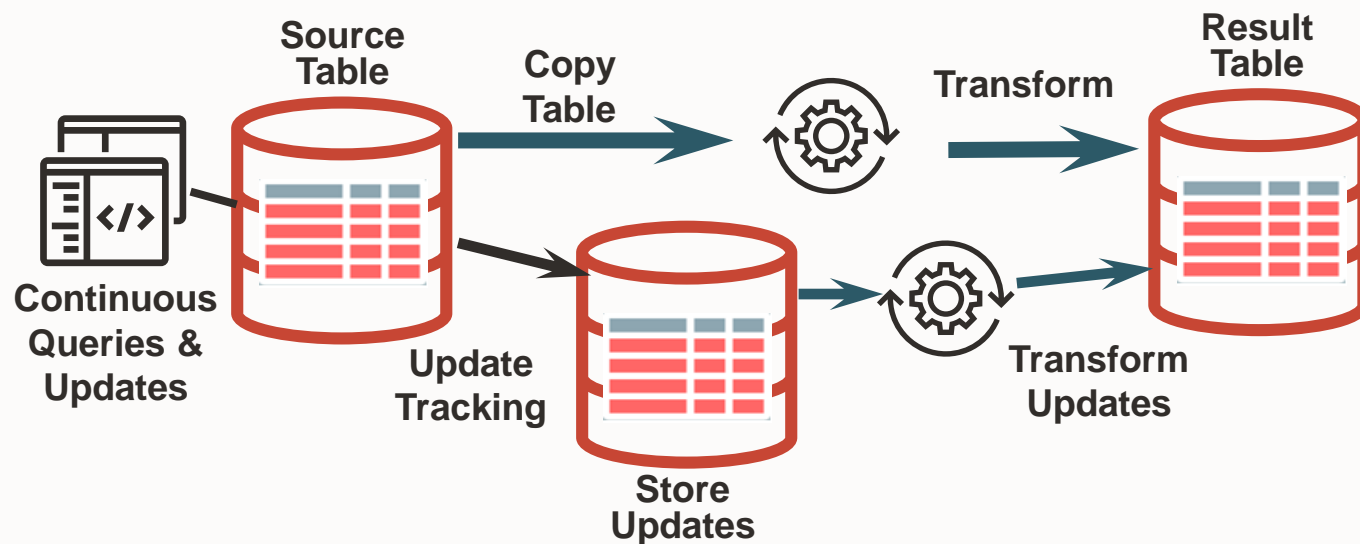 Source
Table
Copy
Table
Transform
Result
Table
</>
Continuous
Queries &
Updates
Update
Tracking
Transform
Updates
Store
Updates